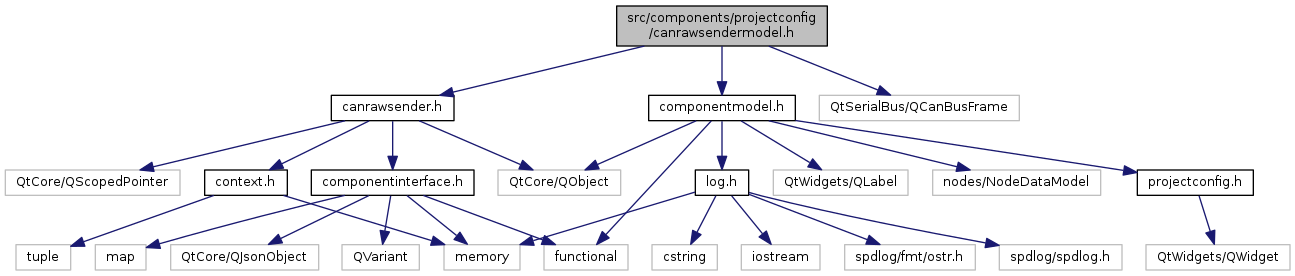 src/components/projectconfig
/canrawsendermodel.h
canrawsender.h
componentmodel.h
QtSerialBus/QCanBusFrame
QtCore/QScopedPointer
context.h
componentinterface.h
QtCore/QObject
log.h
QtWidgets/QLabel
nodes/NodeDataModel
projectconfig.h
tuple
map
QtCore/QJsonObject
QVariant
memory
functional
cstring
iostream
spdlog/fmt/ostr.h
spdlog/spdlog.h
QtWidgets/QWidget